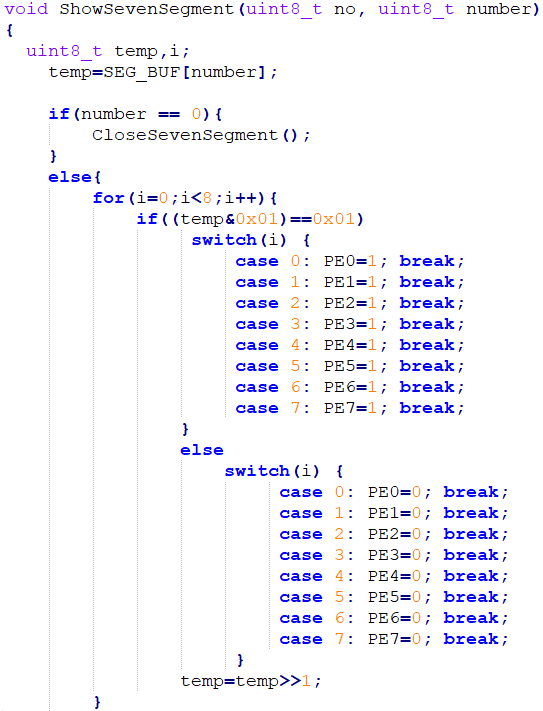 void ShowSevenSegment(uint8_t no, uint8_t number)
{
  uint8_t temp,i;
    temp=SEG_BUF[number];

    if(number == 0){
        CloseSevenSegment();
    }
    else{
        for(i=0;i<8;i++){
            if((temp&0x01)==0x01)
                 switch(i) {
                     case 0: PE0=1; break;
                     case 1: PE1=1; break;
                     case 2: PE2=1; break;
                     case 3: PE3=1; break;
                     case 4: PE4=1; break;
                     case 5: PE5=1; break;
                     case 6: PE6=1; break;
                     case 7: PE7=1; break;
                }
                else
                    switch(i) {
                         case 0: PE0=0; break;
                         case 1: PE1=0; break;
                         case 2: PE2=0; break;
                         case 3: PE3=0; break;
                         case 4: PE4=0; break;
                         case 5: PE5=0; break;
                         case 6: PE6=0; break;
                         case 7: PE7=0; break;
                     }
                temp=temp>>1;
        }